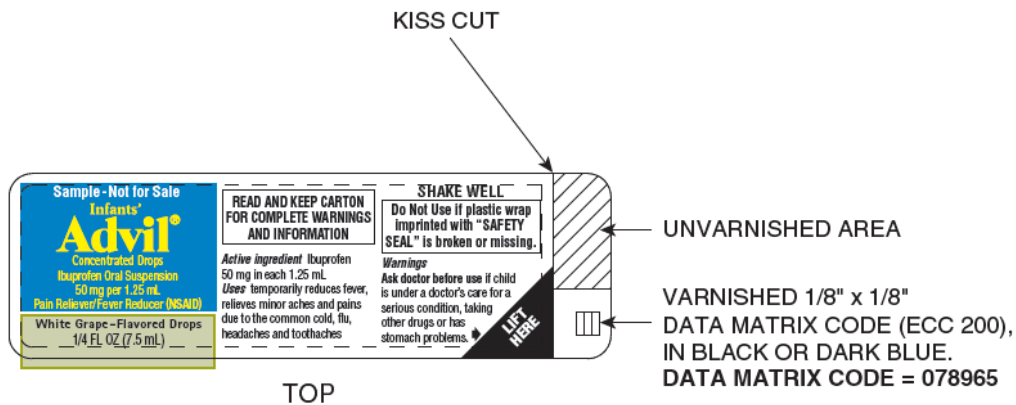 KISS CUT
Sample - Not for Sale
Infants'
Advil®
Concentrated Drops
Ibuprofen Oral Suspension
50 mg per 1.25 mL
Pain Reliever/Fever Reducer (NSAID)
White Grape-Flavored Drops
1/4 FL OZ (7.5 mL)
READ AND KEEP CARTON
FOR COMPLETE WARNINGS
AND INFORMATION
Active ingredient Ibuprofen
50 mg in each 1.25 mL
Uses temporarily reduces fever,
relieves minor aches and pains
due to the common cold, flu,
headaches and toothaches
SHAKE WELL
Do Not Use if plastic wrap
imprinted with "SAFETY
SEAL" is broken or missing.
Warnings
Ask doctor before use if child
is under a doctor's care for a
serious condition, taking
other drugs or has
stomach problems.
LIFT
HERE
UNVARNISHED AREA
VARNISHED 1/8" x 1/8"
DATA MATRIX CODE (ECC 200),
IN BLACK OR DARK BLUE.
DATA MATRIX CODE = 078965
TOP